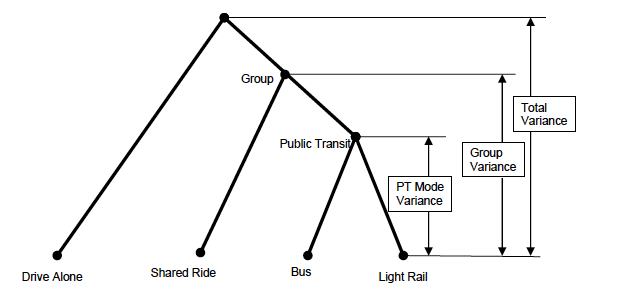 Group
Total
Variance
Public Transit
Group
Variance
PT Mode
Variance
Drive Alone
Shared Ride
Bus
Light Rail